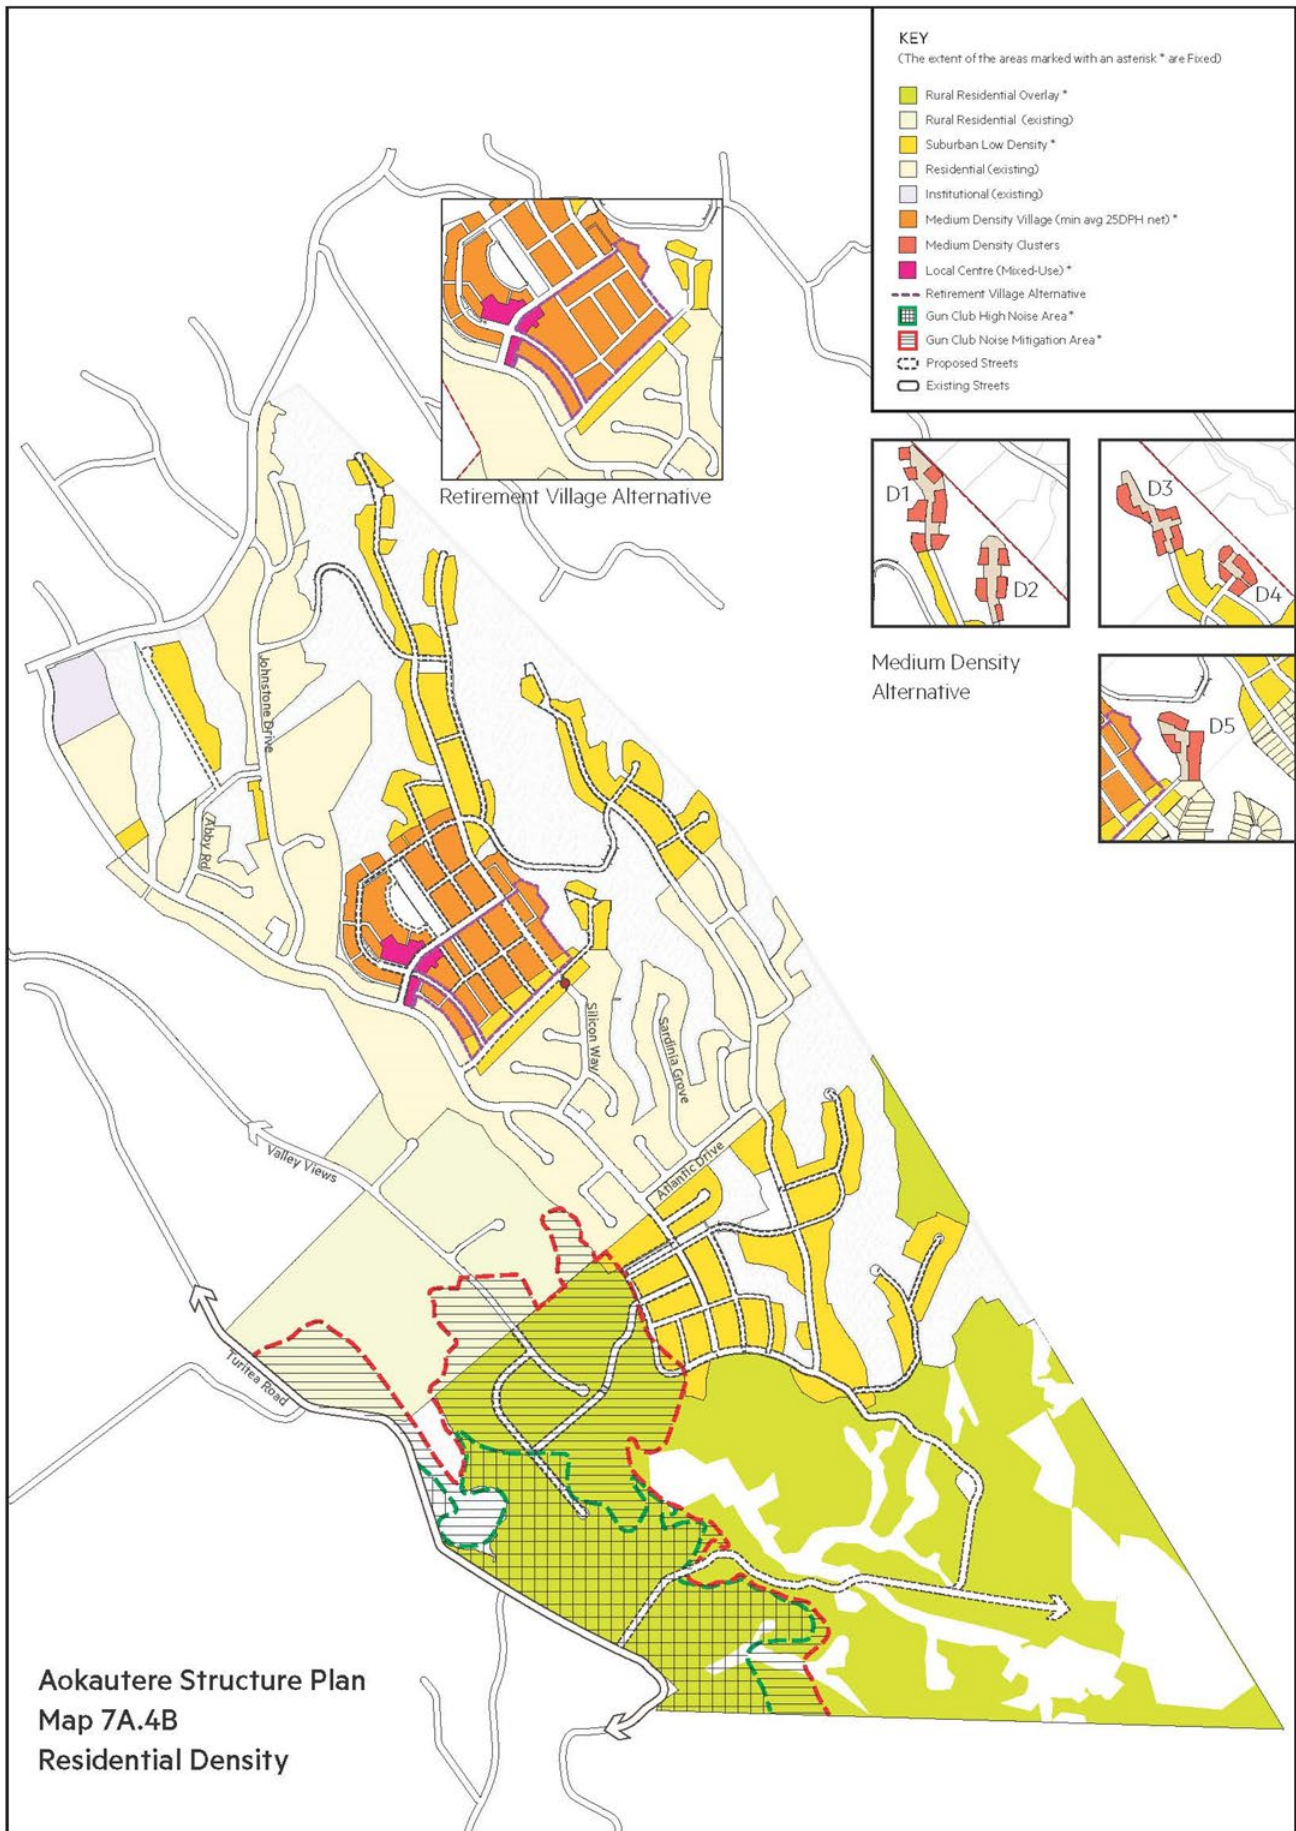 KEY
(The extent of the areas marked with an asterisk * are Fixed)
Rural Residential Overlay *
Rural Residential (existing)
Suburban Low Density *
Residential (existing)
Institutional (existing)
Medium Density Village (min avg 25DPH net) *
Medium Density Clusters
Local Centre (Mixed-Use) *
Retirement Village Alternative
Gun Club High Noise Area *
Gun Club Noise Mitigation Area *
Proposed Streets
Existing Streets
Retirement Village Alternative
D1
D2
D3
D4
Medium Density
Alternative
D5
Johnstone Drive
Abby Rd
Silicon Way
Sardinia Grove
Atlantic Drive
Valley Views
Turitea Road
Aokautere Structure Plan
Map 7A.4B
Residential Density